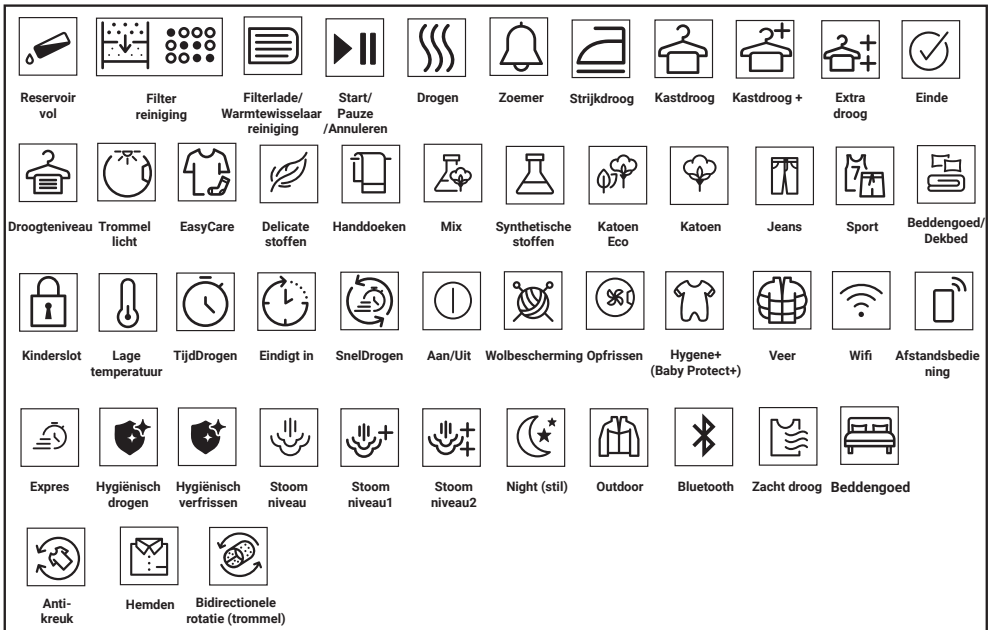 Reservoir
vol
Filter
reiniging
Filterlade/
Warmtewisselaar
reiniging
Start/
Pauze
/Annuleren
Drogen
Zoemer
Strijkdroog
Kastdroog
Kastdroog +
Extra
droog
Einde
Droogteniveau
Trommel
licht
EasyCare
Delicate
stoffen
Handdoeken
Mix
Synthetische
stoffen
Katoen
Eco
Katoen
Jeans
7
Sport
Beddengoed/
Dekbed
Kinderslot
Lage
temperatuur
TijdDrogen
Eindigt in
SnelDrogen
Aan/Uit
Wolbescherming
Opfrissen
Hygene+
(Baby Protect+)
Veer
Wifi
Afstandsbedie
ning
Expres
Hygiënisch
drogen
Hygiënisch
verfrissen
Stoom
niveau
Stoom
niveau1
Stoom
niveau2
Night (stil)
Outdoor
Bluetooth
Zacht droog
Beddengoed
Anti-
kreuk
Hemden
Bidirectionele
rotatie (trommel)